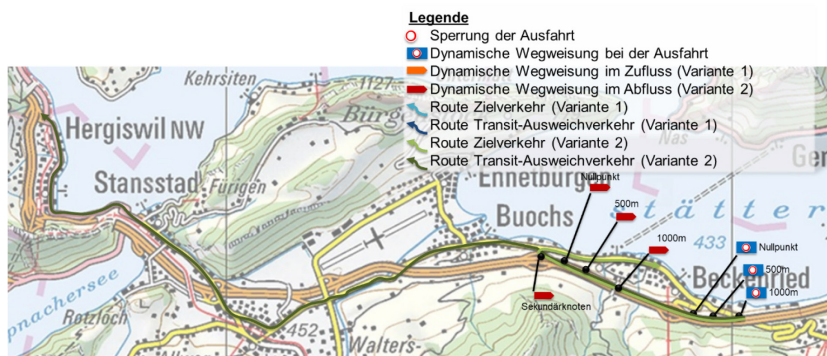 Legende
Sperrung der Ausfahrt
Dynamische Wegweisung bei der Ausfahrt
Dynamische Wegweisung im Zufluss (Variante 1)
Dynamische Wegweisung im Abfluss (Variante 2)
Route Zielverkehr (Variante 1)
Route Transit-Ausweichverkehr (Variante 1)
Route Zielverkehr (Variante 2)
Route Transit-Ausweichverkehr (Variante 2)
Kehrsiten
1127
Hergiswil NW
Stansstad
Fürigen
Ennetbürgen
Nullpunkt
Buochs
500m
1000m
433
Nullpunkt
Beckenried
500m
1000m
Sekundärknoten
pnachersee
Rotzloch
452
Walters-